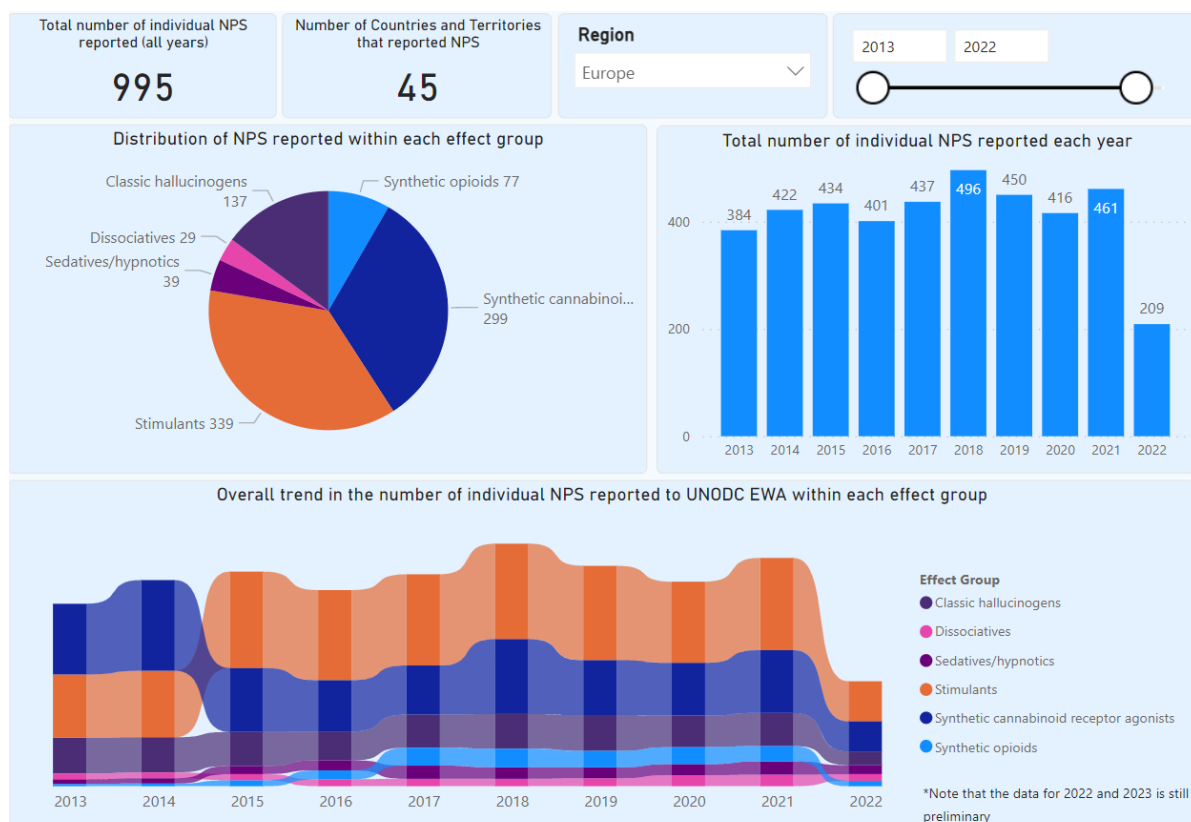 Total number of individual NPS
reported (all years)
995
Number of Countries and Territories
that reported NPS
45
Region
Europe
2013
2022
Distribution of NPS reported within each effect group
Classic hallucinogens
137
Dissociatives 29
Sedatives/hypnotics
39
Stimulants 339
Synthetic opioids 77
Synthetic cannabinoi...
299
Total number of individual NPS reported each year
400
200
0
384
422
434
401
437
496
450
416
461
209
2013
2014
2015
2016
2017
2018
2019
2020
2021
2022
Overall trend in the number of individual NPS reported to UNODC EWA within each effect group
2013
2014
2015
2016
2017
2018
2019
2020
2021
2022
Effect Group
Classic hallucinogens
Dissociatives
Sedatives/hypnotics
Stimulants
Synthetic cannabinoid receptor agonists
Synthetic opioids
*Note that the data for 2022 and 2023 is still
preliminary